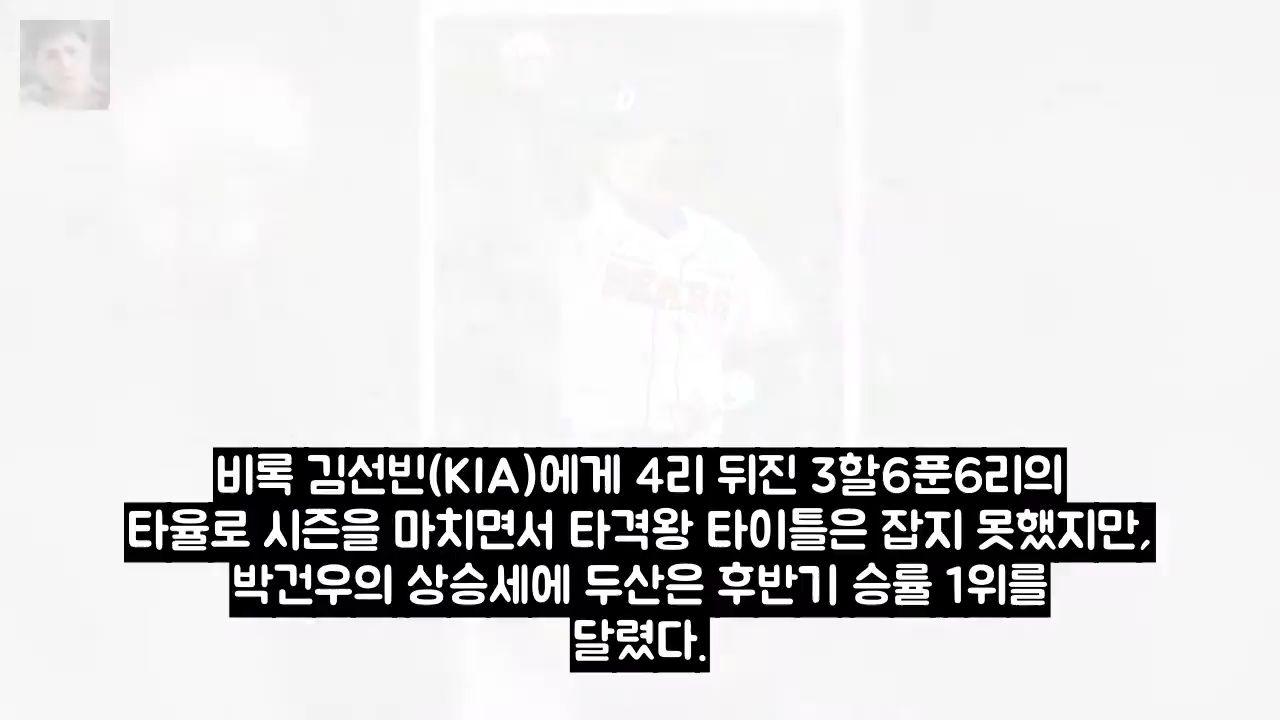 BEARS
비록 김선빈(KIA)에게 4리 뒤진 3할6푼6리의
타율로 시즌을 마치면서 타격왕 타이틀은 잡지 못했지만,
박건우의 상승세에 두산은 후반기 승률 1위를
달렸다.